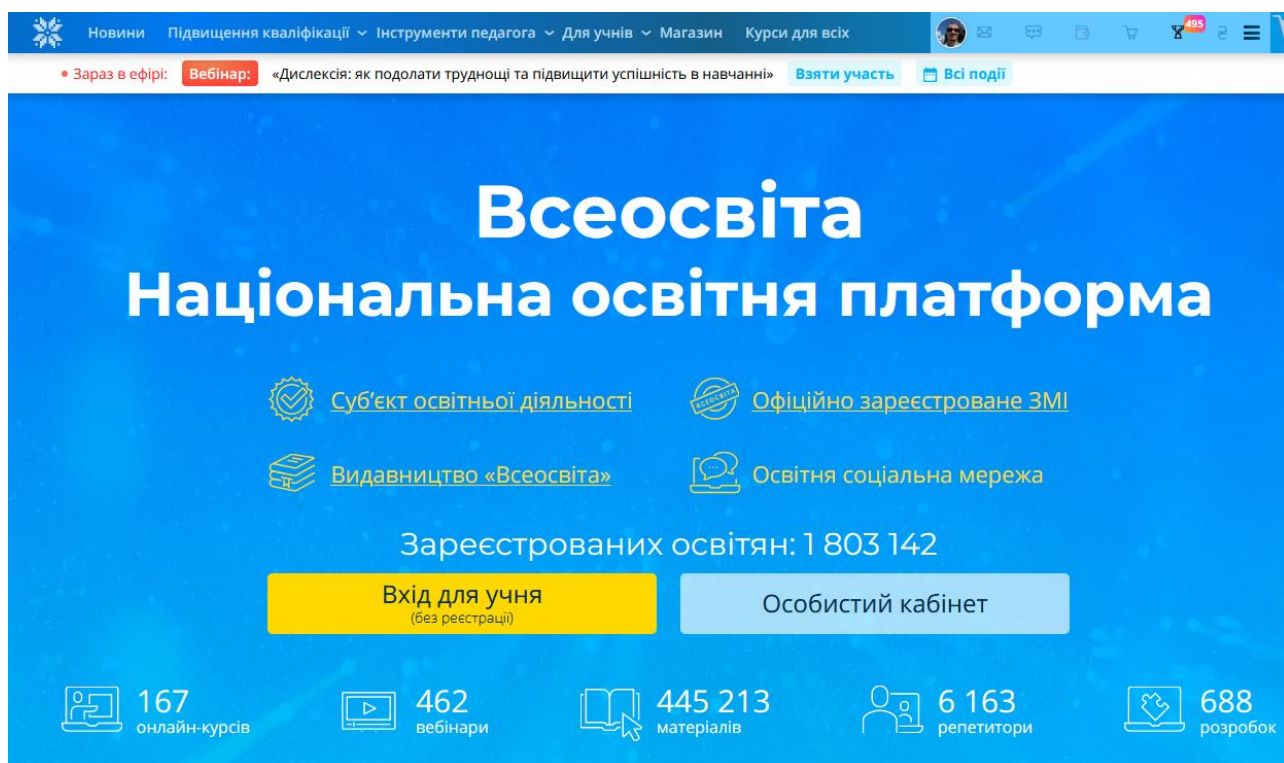 Новини Підвищення кваліфікації Інструменти педагога Для учнів Магазин Курси для всіх 495 ₴
• Зараз в ефірі: Вебінар: «Дислексія: як подолати труднощі та підвищити успішність в навчанні» Взяти участь Всі події
Всеосвіта
Національна освітня платформа
Суб’єкт освітньої діяльності Офіційно зареєстроване ЗМІ
ВСЕОСВІТА
Видавництво «Всеосвіта» Освітня соціальна мережа
Зареєстрованих освітян: 1 803 142
Вхід для учня Особистий кабінет
(без реєстрації)
167 462 445 213 6 163 688
онлайн-курсів вебінари матеріалів репетитори розробок